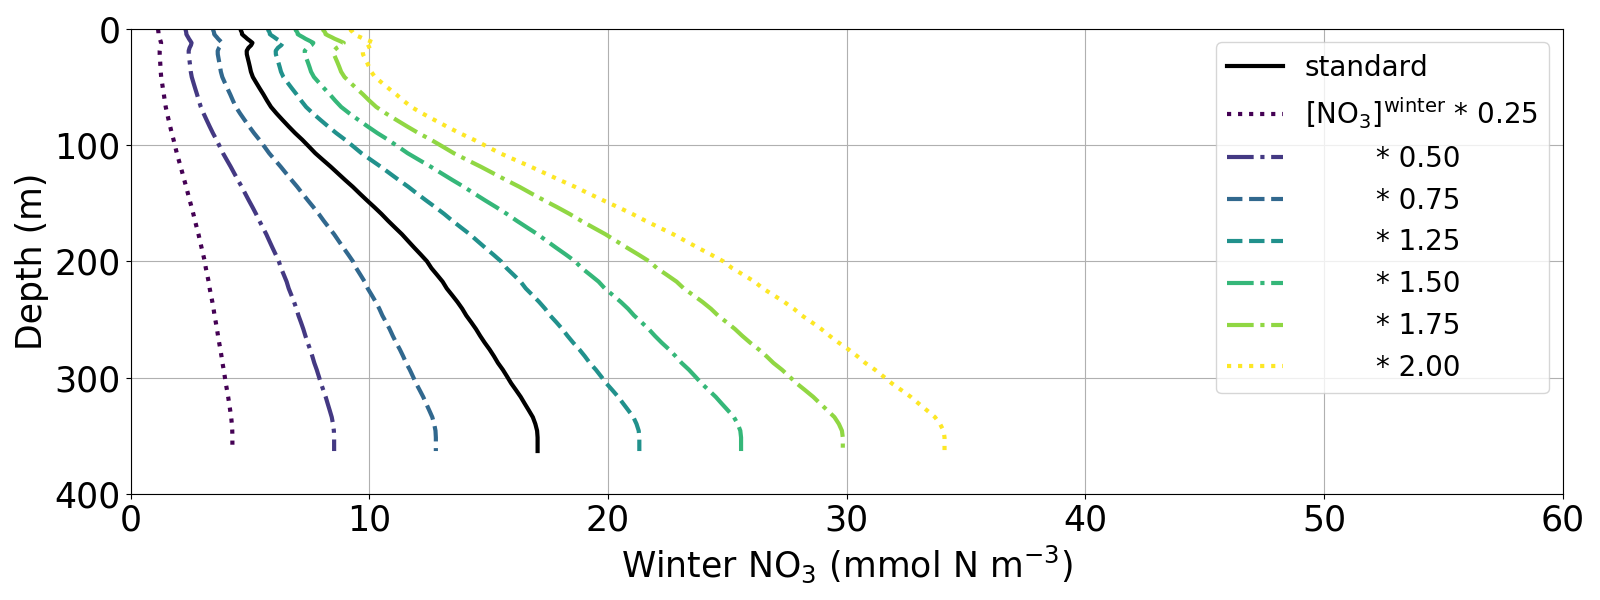 0
100
200
300
400
Depth (m)
0 10 20 30 40 50 60
Winter NO₃ (mmol N m⁻³)
standard
[NO₃]ʷⁱⁿᵗᵉʳ * 0.25
* 0.50
* 0.75
* 1.25
* 1.50
* 1.75
* 2.00